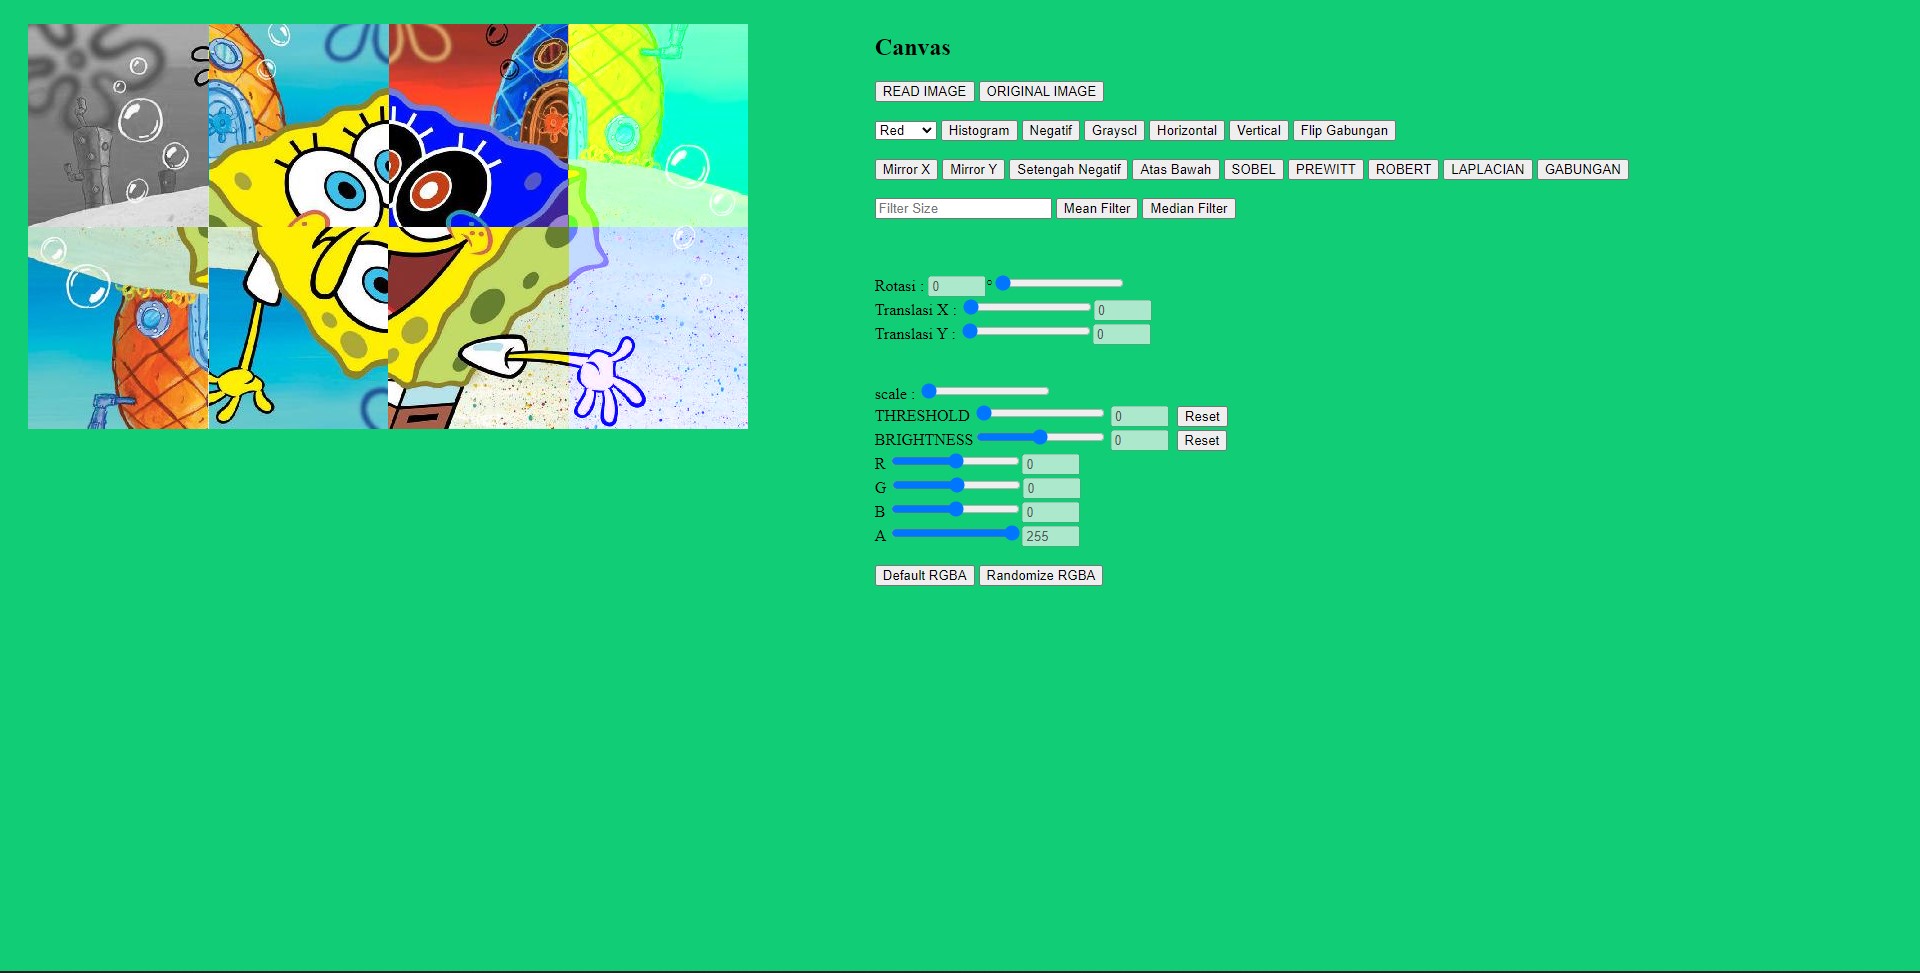 Canvas
READ IMAGE ORIGINAL IMAGE
Red Histogram Negatif Grayscl Horizontal Vertical Flip Gabungan
Mirror X Mirror Y Setengah Negatif Atas Bawah SOBEL PREWITT ROBERT LAPLACIAN GABUNGAN
Filter Size Mean Filter Median Filter
Rotasi : 0 °
Translasi X : 0
Translasi Y : 0
scale :
THRESHOLD 0 Reset
BRIGHTNESS 0 Reset
R 0
G 0
B 0
A 255
Default RGBA Randomize RGBA